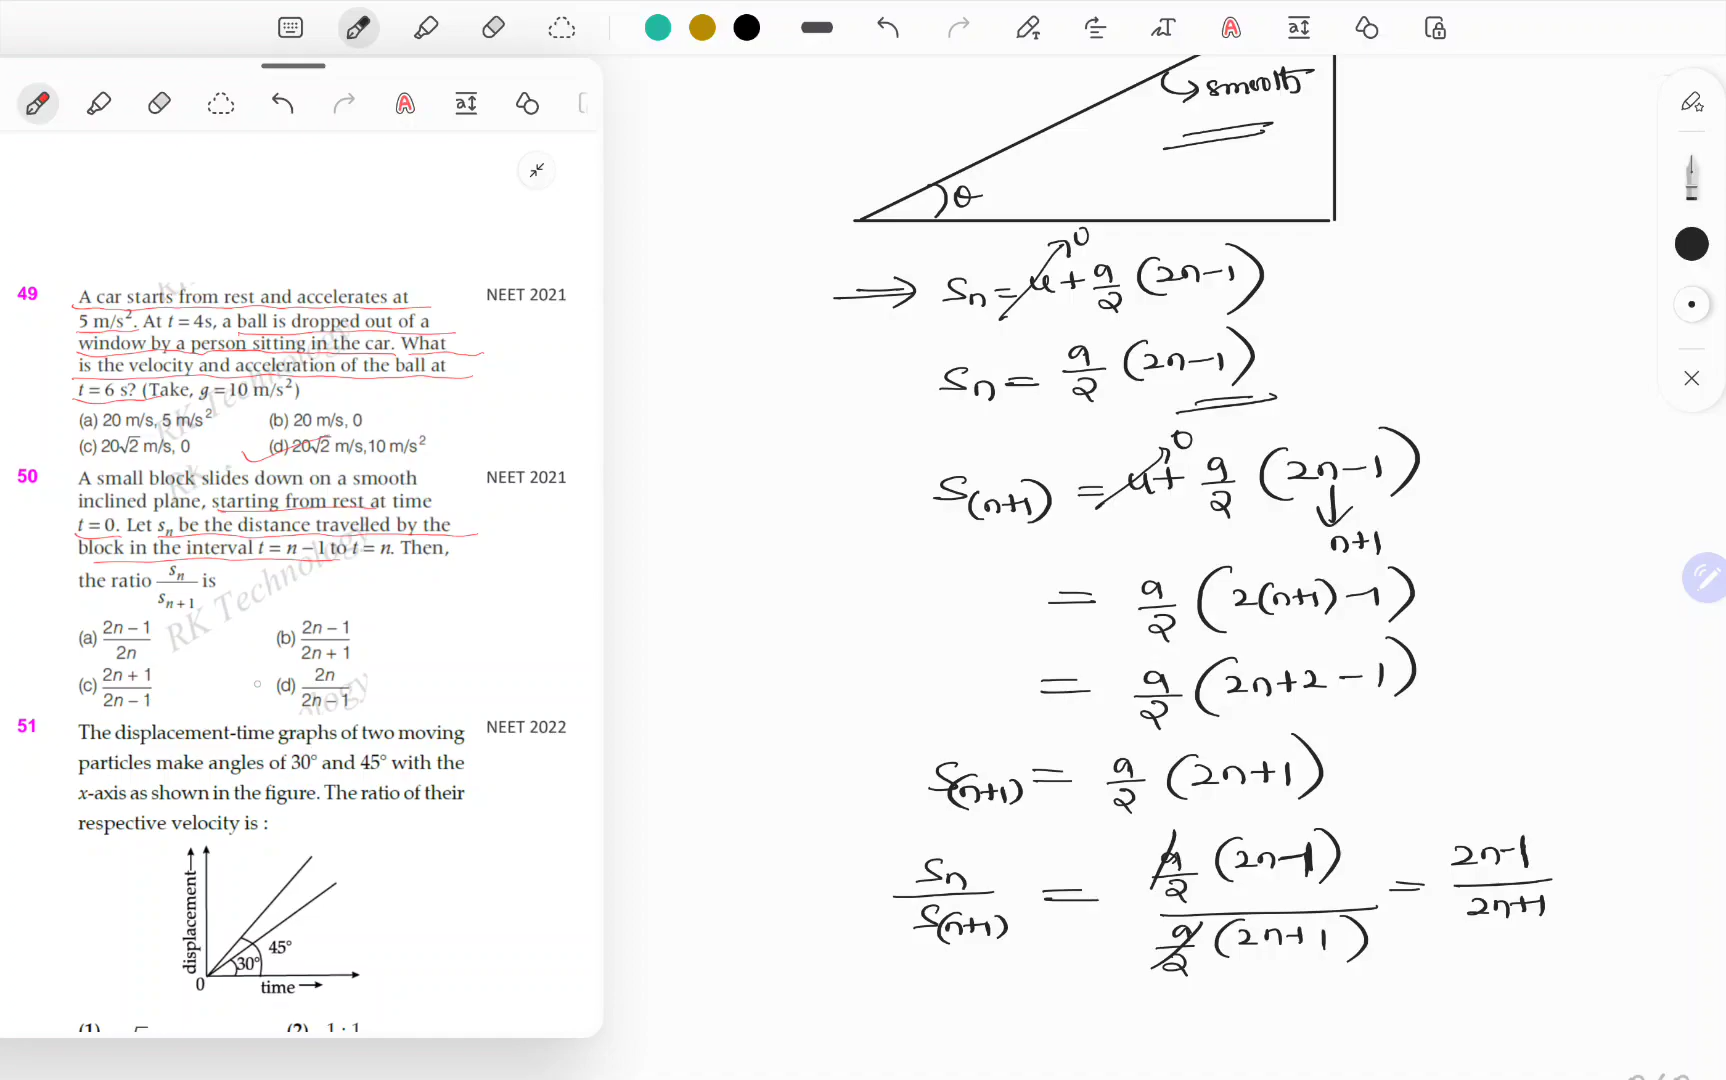 49 A car starts from rest and accelerates at NEET 2021
5 m/s². At t = 4s, a ball is dropped out of a
window by a person sitting in the car. What
is the velocity and acceleration of the ball at
t = 6 s? (Take, g = 10 m/s²)
(a) 20 m/s, 5 m/s² (b) 20 m/s, 0
(c) 20√2 m/s, 0 (d) 20√2 m/s, 10 m/s²
50 A small block slides down on a smooth NEET 2021
inclined plane, starting from rest at time
t = 0. Let sₙ be the distance travelled by the
block in the interval t = n – 1 to t = n. Then,
the ratio sₙ/sₙ₊₁ is
(a) (2n – 1)/(2n) (b) (2n – 1)/(2n + 1)
(c) (2n + 1)/(2n – 1) (d) (2n)/(2n – 1)
51 The displacement-time graphs of two moving NEET 2022
particles make angles of 30° and 45° with the
x-axis as shown in the figure. The ratio of their
respective velocity is :
displacement
45°
30°
0
time
(1) (2) 1 : 1
RK Technology
RK Technology
smooth
θ
0
Sn = u + a/2 (2n-1)
Sn = a/2 (2n-1)
0
S(n+1) = u + a/2 (2n-1)
n+1
= a/2 (2(n+1)-1)
= a/2 (2n+2-1)
S(n+1) = a/2 (2n+1)
Sn/S(n+1) = a/2 (2n-1) / a/2 (2n+1) = 2n-1/2n+1